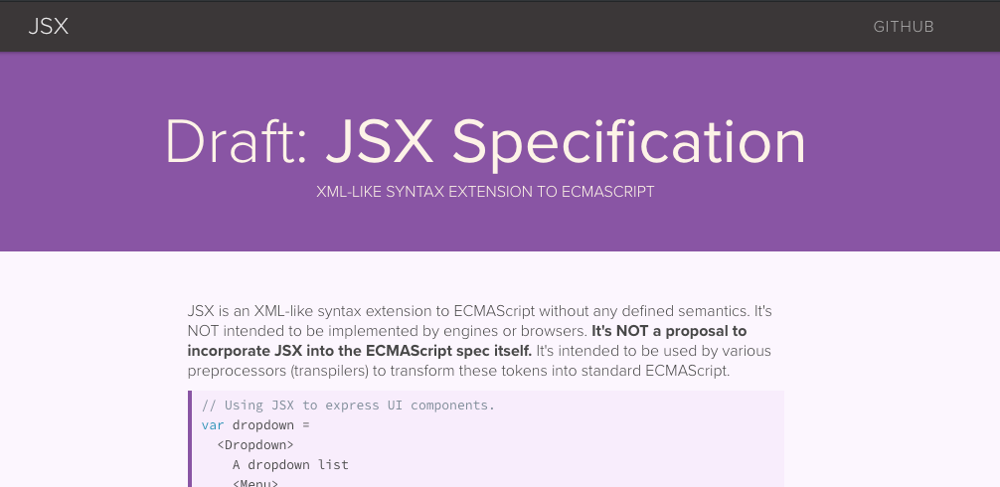 JSX
GITHUB
Draft: JSX Specification
XML-LIKE SYNTAX EXTENSION TO ECMASCRIPT
JSX is an XML-like syntax extension to ECMAScript without any defined semantics. It's
NOT intended to be implemented by engines or browsers. It's NOT a proposal to
incorporate JSX into the ECMAScript spec itself. It's intended to be used by various
preprocessors (transpilers) to transform these tokens into standard ECMAScript.
// Using JSX to express UI components.
var dropdown =
  <Dropdown>
    A dropdown list
    <Menu>